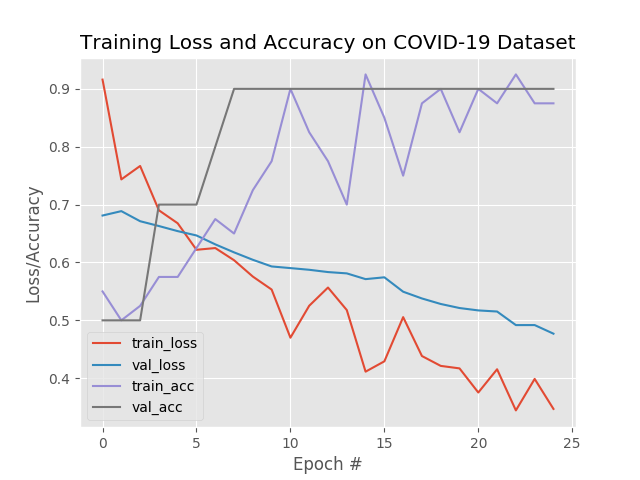 Training Loss and Accuracy on COVID-19 Dataset
0.9
0.8
0.7
0.6
0.5
0.4
Loss/Accuracy
train_loss
val_loss
train_acc
val_acc
0 5 10 15 20 25
Epoch #